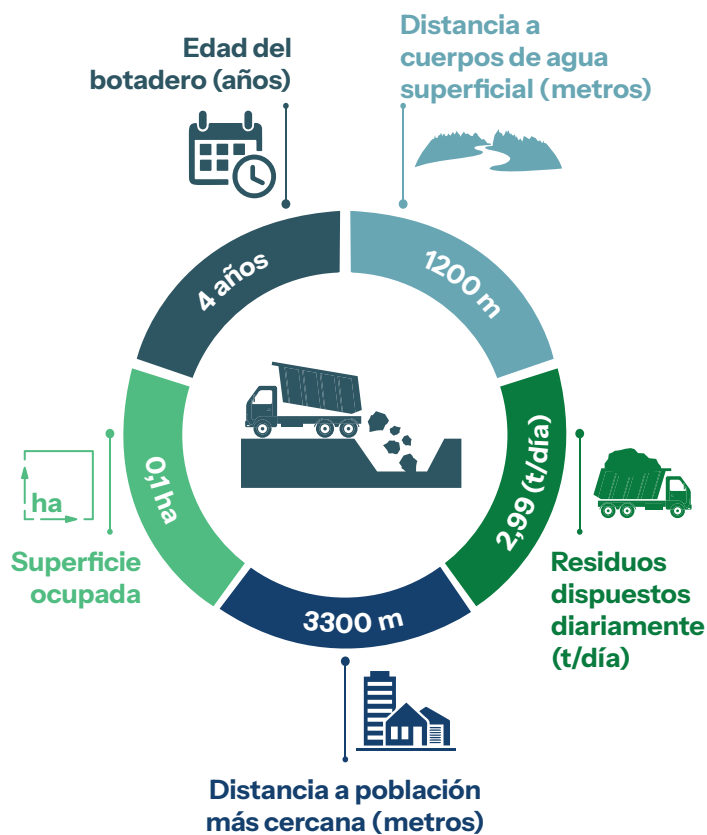 Edad del
botadero (años)
Distancia a
cuerpos de agua
superficial (metros)
4 años
1200 m
0,1 ha
2,99 (t/día)
3300 m
ha
Superficie
ocupada
Residuos
dispuestos
diariamente
(t/día)
Distancia a población
más cercana (metros)